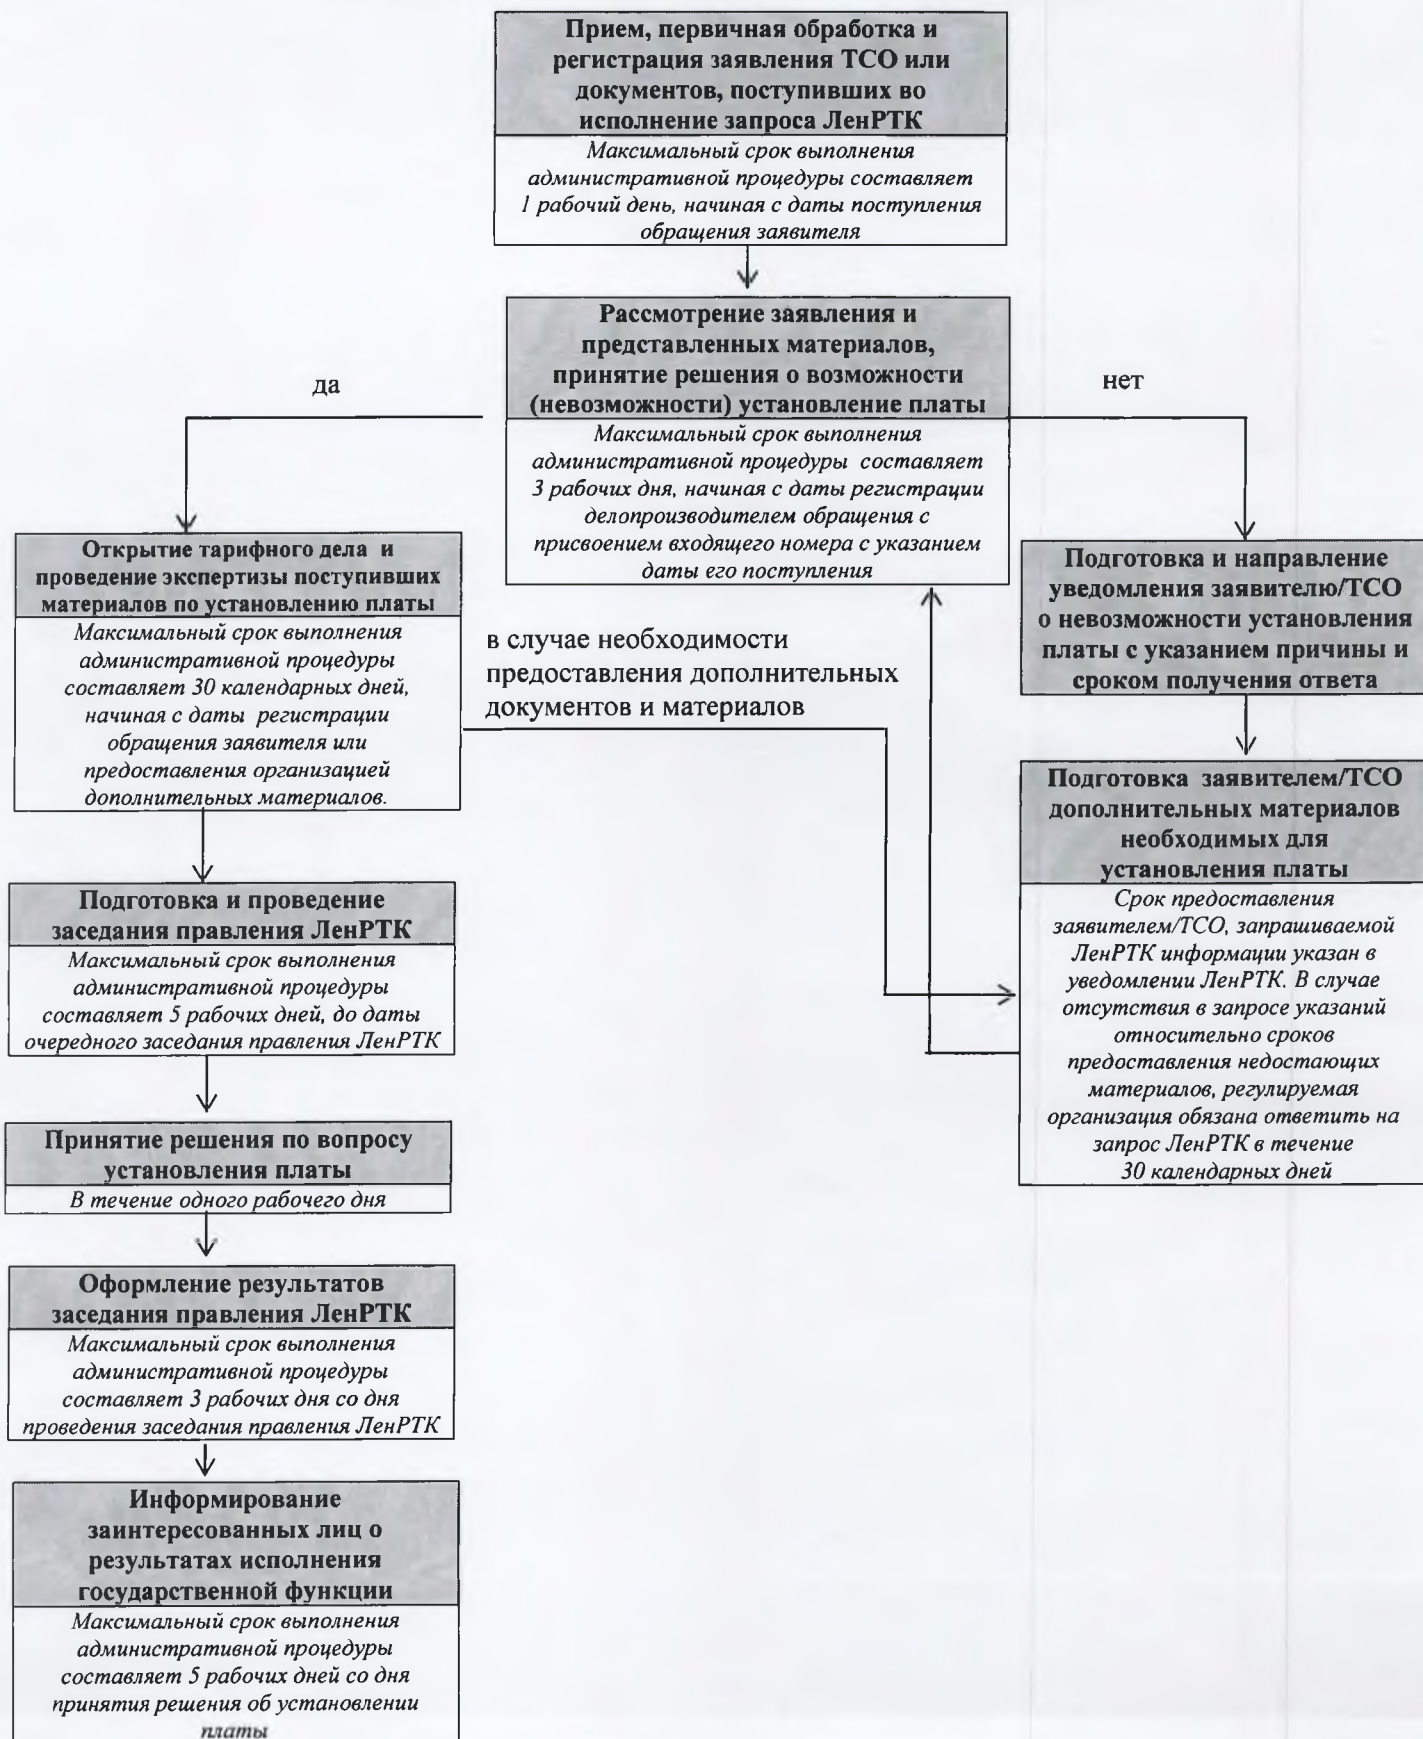 Прием, первичная обработка и
регистрация заявления ТСО или
документов, поступивших во
исполнение запроса ЛенРТК
Максимальный срок выполнения
административной процедуры составляет
1 рабочий день, начиная с даты поступления
обращения заявителя
Рассмотрение заявления и
представленных материалов,
принятие решения о возможности
(невозможности) установление платы
Максимальный срок выполнения
административной процедуры составляет
3 рабочих дня, начиная с даты регистрации
делопроизводителем обращения с
присвоением входящего номера с указанием
даты его поступления
да
нет
Открытие тарифного дела и
проведение экспертизы поступивших
материалов по установлению платы
Максимальный срок выполнения
административной процедуры
составляет 30 календарных дней,
начиная с даты регистрации
обращения заявителя или
предоставления организацией
дополнительных материалов.
в случае необходимости
предоставления дополнительных
документов и материалов
Подготовка и направление
уведомления заявителю/ТСО
о невозможности установления
платы с указанием причины и
сроком получения ответа
Подготовка заявителем/ТСО
дополнительных материалов
необходимых для
установления платы
Срок предоставления
заявителем/ТСО, запрашиваемой
ЛенРТК информации указан в
уведомлении ЛенРТК. В случае
отсутствия в запросе указаний
относительно сроков
предоставления недостающих
материалов, регулируемая
организация обязана ответить на
запрос ЛенРТК в течение
30 календарных дней
Подготовка и проведение
заседания правления ЛенРТК
Максимальный срок выполнения
административной процедуры
составляет 5 рабочих дней, до даты
очередного заседания правления ЛенРТК
Принятие решения по вопросу
установления платы
В течение одного рабочего дня
Оформление результатов
заседания правления ЛенРТК
Максимальный срок выполнения
административной процедуры
составляет 3 рабочих дня со дня
проведения заседания правления ЛенРТК
Информирование
заинтересованных лиц о
результатах исполнения
государственной функции
Максимальный срок выполнения
административной процедуры
составляет 5 рабочих дней со дня
принятия решения об установлении
платы